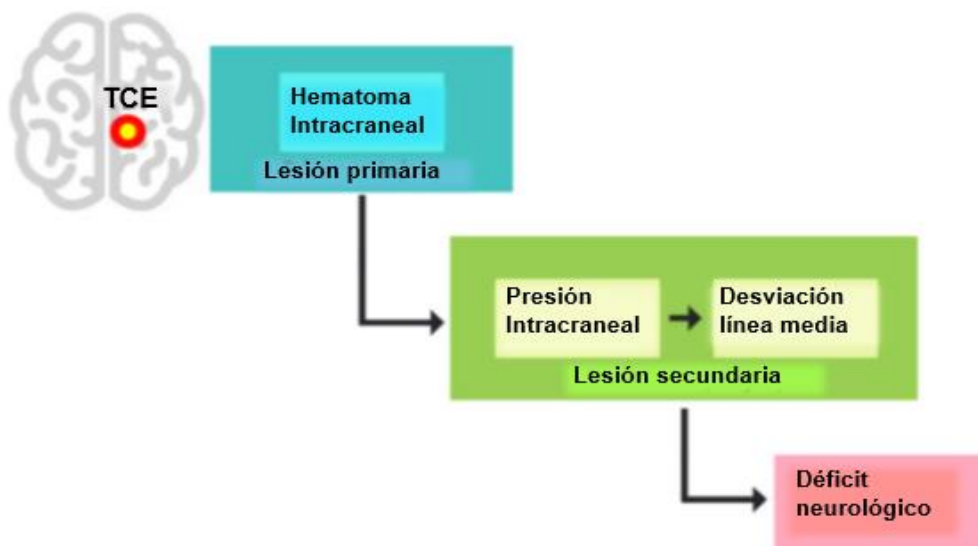 TCE
Hematoma
Intracraneal
Lesión primaria
Presión
Intracraneal
Desviación
línea media
Lesión secundaria
Déficit
neurológico